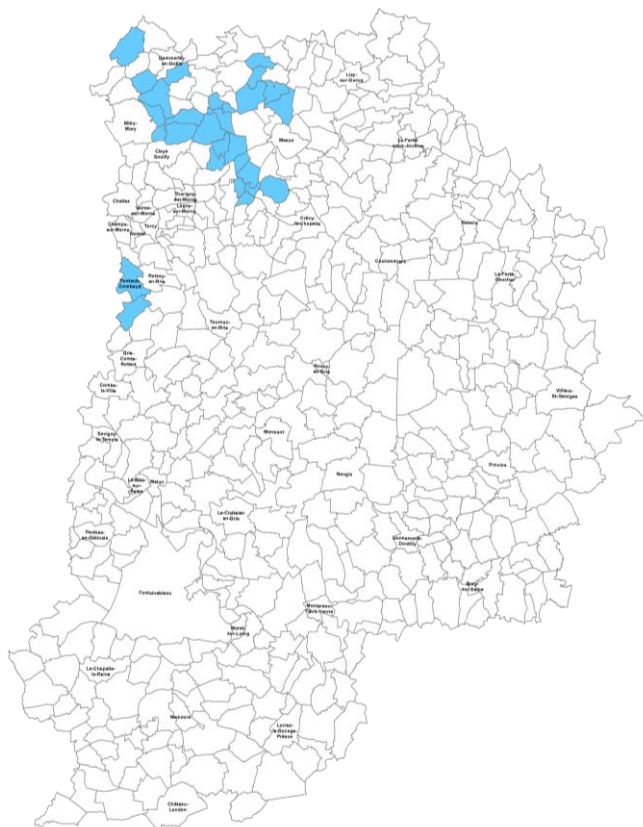 Dammartin-
en-Goële
Lizy-
sur-Ourcq
Mitry-
Mory
Claye
Souilly
Meaux
La Ferté-
sous-Jouarre
Chelles
Thorigny-
sur-Marne
Lagny-
sur-Marne
Vaires-
sur-Marne
Torcy
Champs-
sur-Marne
Noisiel
Crécy-
la-Chapelle
Rebais
Coulommiers
La Ferté-
Gaucher
Pontault-
Combault
Roissy-
en-Brie
Tournan-
en-Brie
Brie-
Comte-
Robert
Rozay-
en-Brie
Combs-
la-Ville
Villiers-
St-Georges
Savigny-
le-Temple
Mormant
Nangis
Provins
Le Mée-
sur-
Seine
Melun
Le Châtelet-
en-Brie
Perthes-
en-Gâtinais
Donnemarie-
Dontilly
Bray-
sur-Seine
Fontainebleau
Montereau-
Fault-Yonne
Moret-
sur-Loing
La Chapelle-
la-Reine
Nemours
Lorrez-
le-Bocage-
Préaux
Château-
Landon